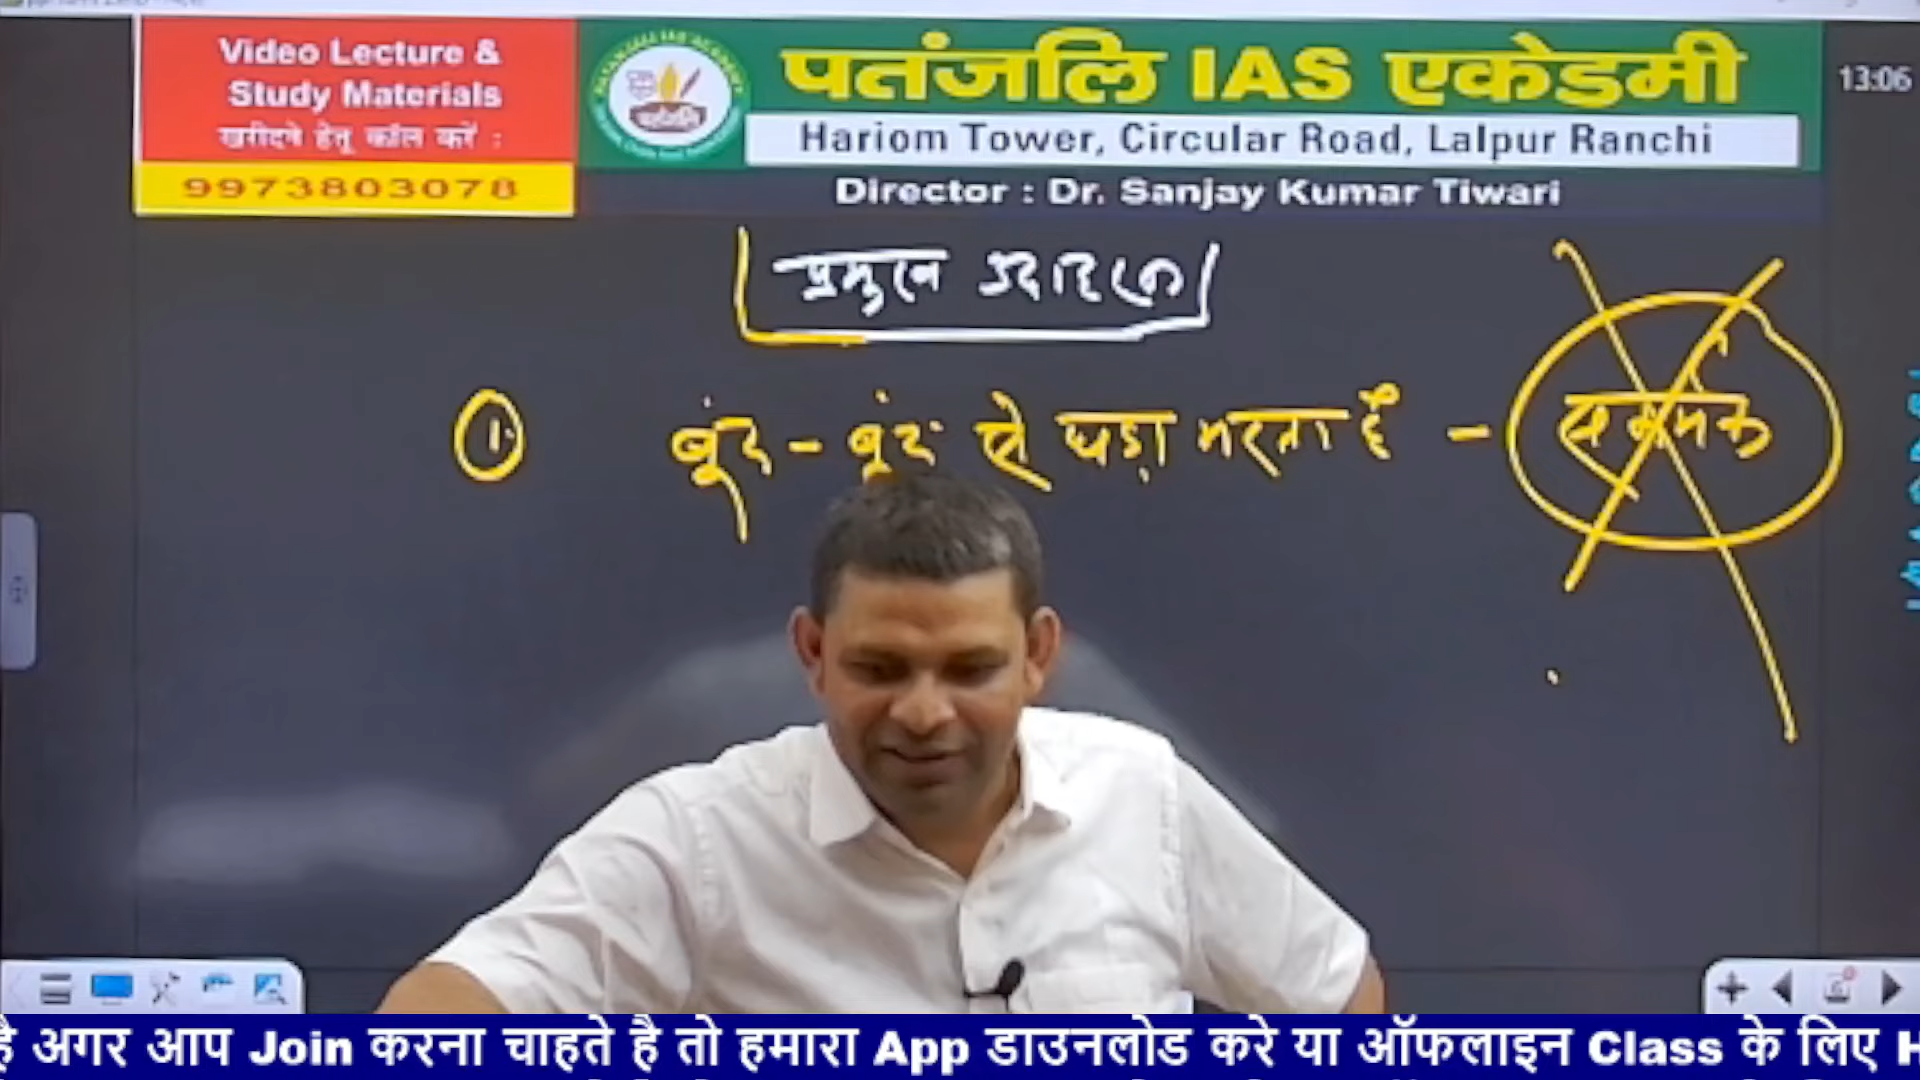 Video Lecture &
Study Materials
खरीदने हेतू कॉल करें :
9973803078
पतंजलि IAS एकेडमी
Hariom Tower, Circular Road, Lalpur Ranchi
Director : Dr. Sanjay Kumar Tiwari
13:06
प्रमुख उदाहरण
1. बूंद - बूंद से घड़ा भरता है - सकर्मक
है अगर आप Join करना चाहते है तो हमारा App डाउनलोड करे या ऑफलाइन Class के लिए H